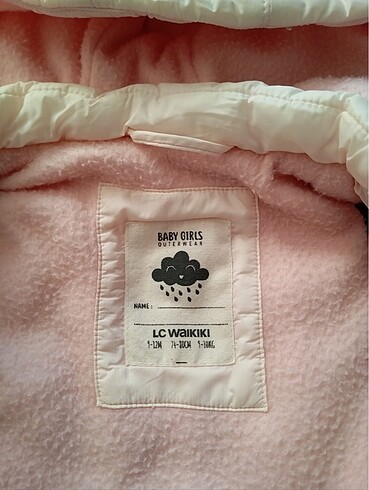 BABY GIRLS
OUTERWEAR
NAME:
LC WAIKIKI
9-12M 74-80CM 9-10KG